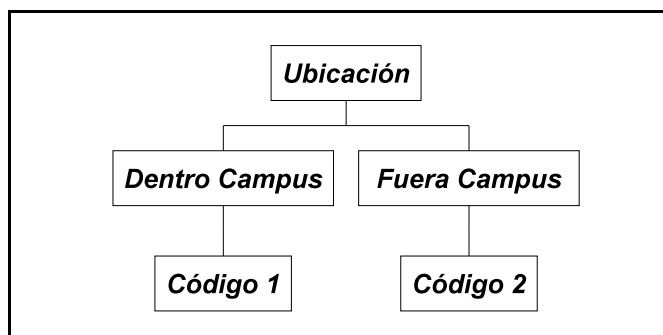 Ubicación
Dentro Campus
Fuera Campus
Código 1
Código 2